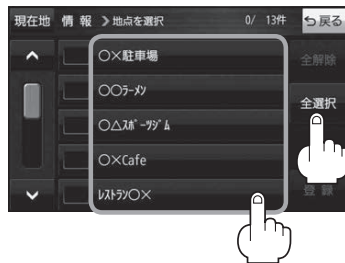 現在地 情報 ❯地点を選択 0/ 13件 ⮌戻る
全解除
○×駐車場
○○ﾗｰﾒﾝ
全選択
○△ｽﾎﾟｰﾂｼﾞﾑ
○×Cafe
ﾚｽﾄﾗﾝ○×
登録